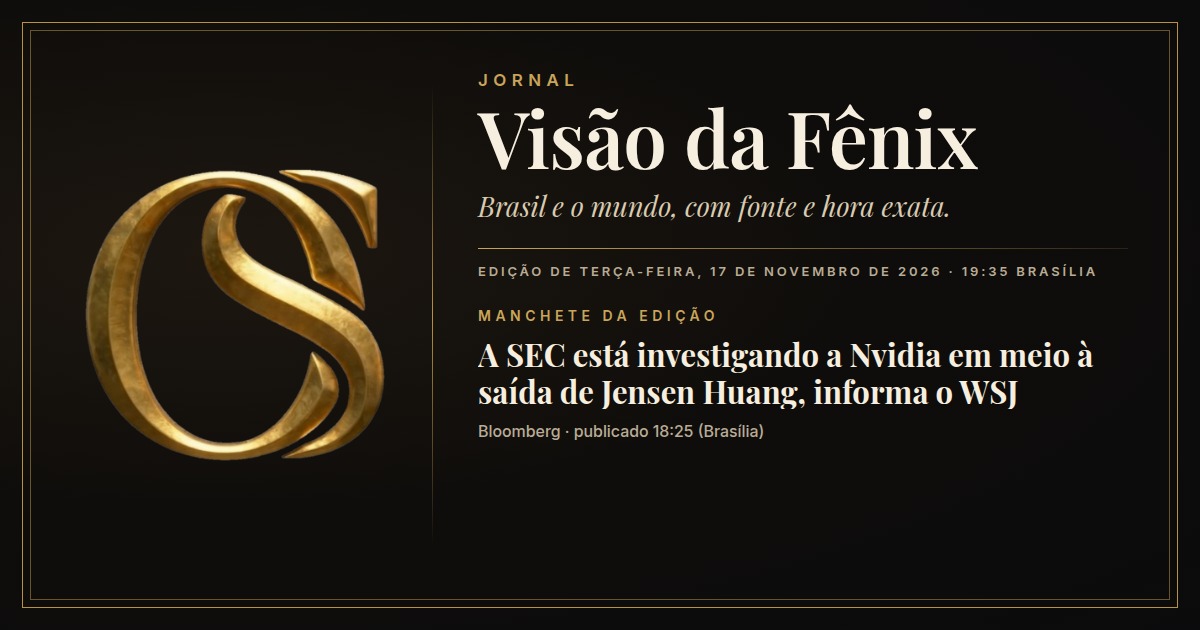 JORNAL
Visão da Fênix
Brasil e o mundo, com fonte e hora exata.
EDIÇÃO DE TERÇA-FEIRA, 17 DE NOVEMBRO DE 2026 · 19:35 BRASÍLIA
MANCHETE DA EDIÇÃO
A SEC está investigando a Nvidia em meio à
saída de Jensen Huang, informa o WSJ
Bloomberg · publicado 18:25 (Brasília)